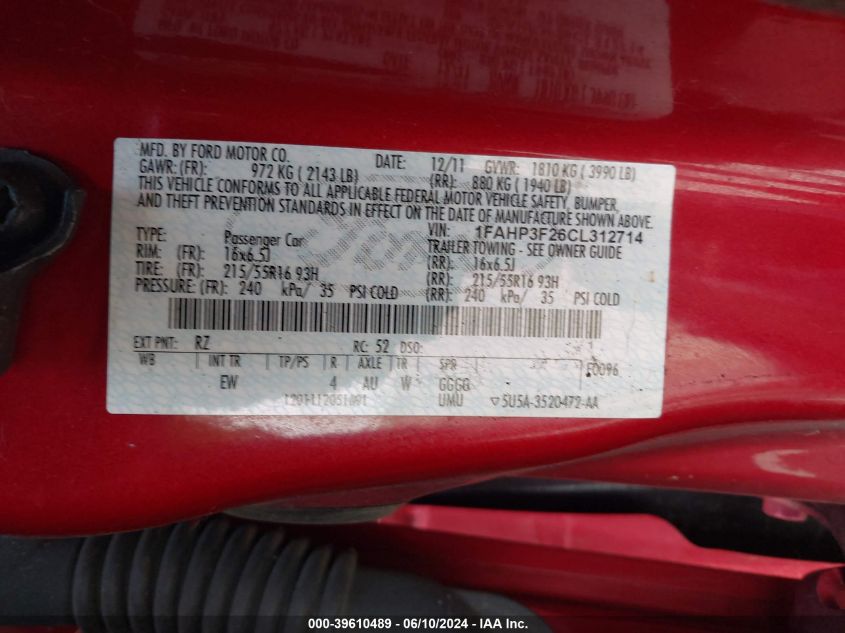 MFD. BY FORD MOTOR CO.
DATE: 12/11 GVWR: 1810 KG ( 3990 LB)
GAWR: (FR): 972 KG ( 2143 LB) (RR): 880 KG ( 1940 LB)
THIS VEHICLE CONFORMS TO ALL APPLICABLE FEDERAL MOTOR VEHICLE SAFETY, BUMPER,
AND THEFT PREVENTION STANDARDS IN EFFECT ON THE DATE OF MANUFACTURE SHOWN ABOVE.
VIN: 1FAHP3F26CL312714
TYPE: Passenger Car TRAILER TOWING - SEE OWNER GUIDE
RIM: (FR): 16x6.5J (RR): 16x6.5J
TIRE: (FR): 215/55R16 93H (RR): 215/55R16 93H
PRESSURE: (FR): 240 kPa/ 35 PSI COLD (RR): 240 kPa/ 35 PSI COLD
EXT PNT: RZ RC: 52 DSO:
WB INT TR TP/PS R AXLE TR SPR F0096
EW 4 AU W GGGG
UMU ▽5U5A-3520472-AA
000-39610489 - 06/10/2024 - IAA Inc.